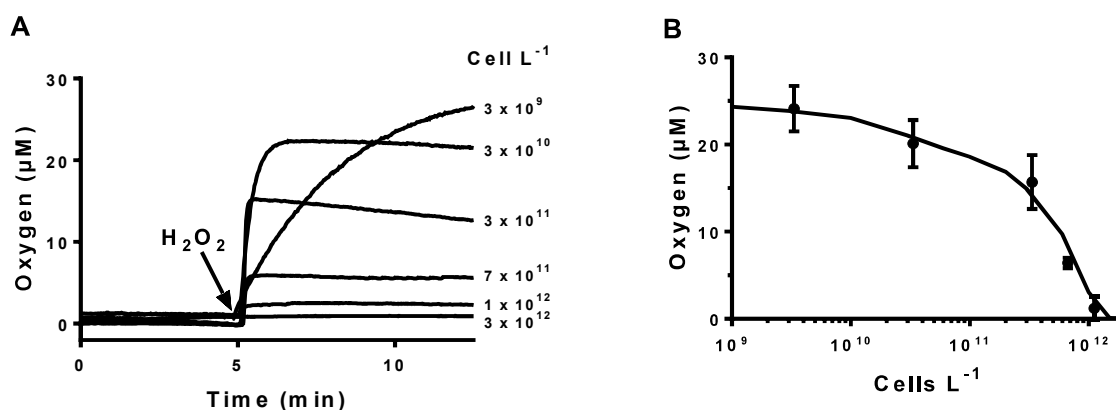 A
Cell L⁻¹
Oxygen (µM)
30
20
10
0
H₂O₂
3 x 10⁹
3 x 10¹⁰
3 x 10¹¹
7 x 10¹¹
1 x 10¹²
3 x 10¹²
0
5
10
Time (min)
B
Oxygen (µM)
30
20
10
0
10⁹
10¹⁰
10¹¹
10¹²
Cells L⁻¹